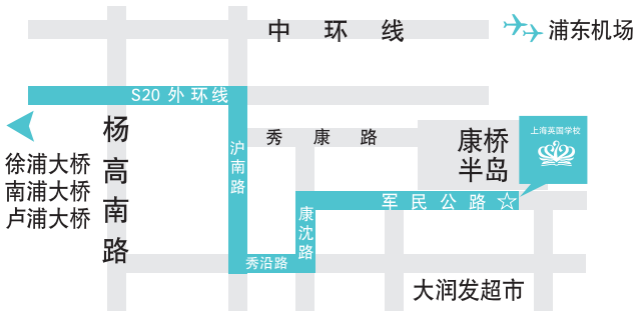 中环线
浦东机场
S20 外环线
杨高南路
沪南路
秀康路
康桥
半岛
上海英国学校
徐浦大桥
南浦大桥
卢浦大桥
军民公路☆
康沈路
秀沿路
大润发超市